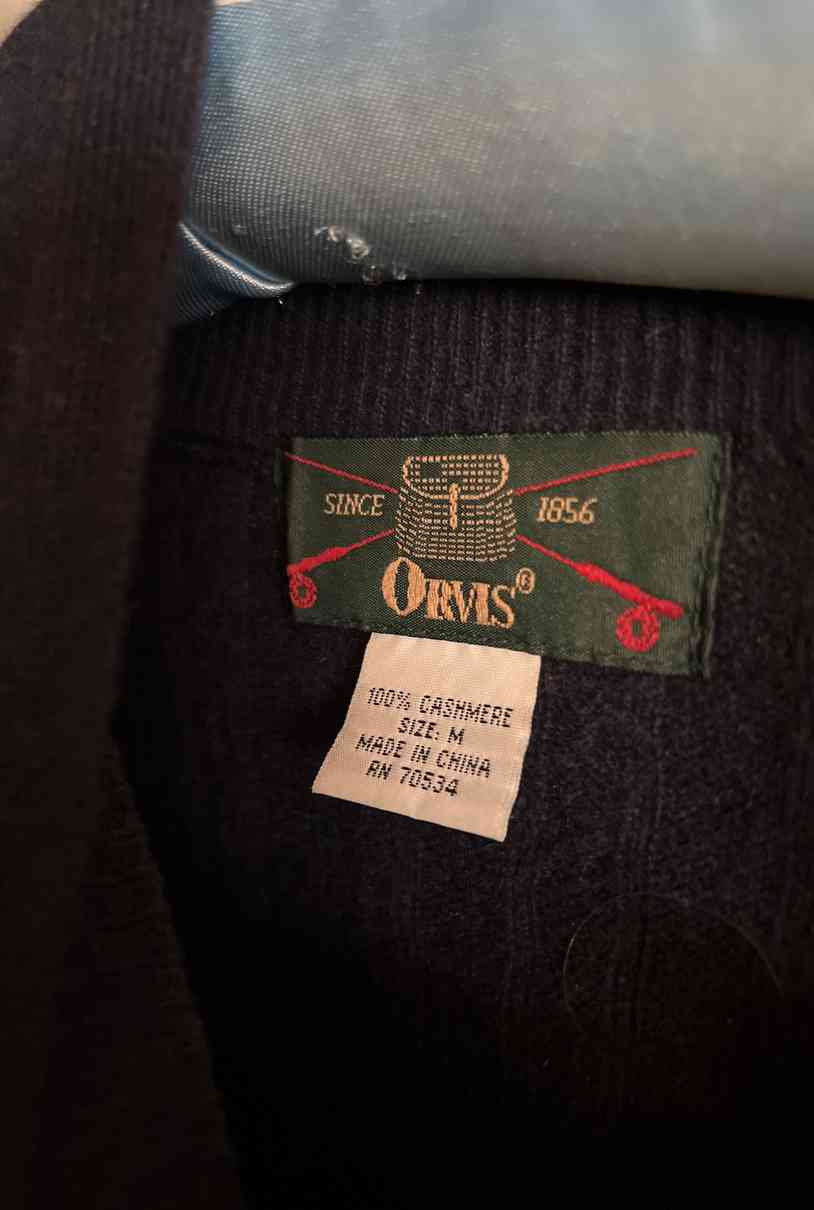 SINCE 1856
ORVIS®
100% CASHMERE
SIZE: M
MADE IN CHINA
RN 70534